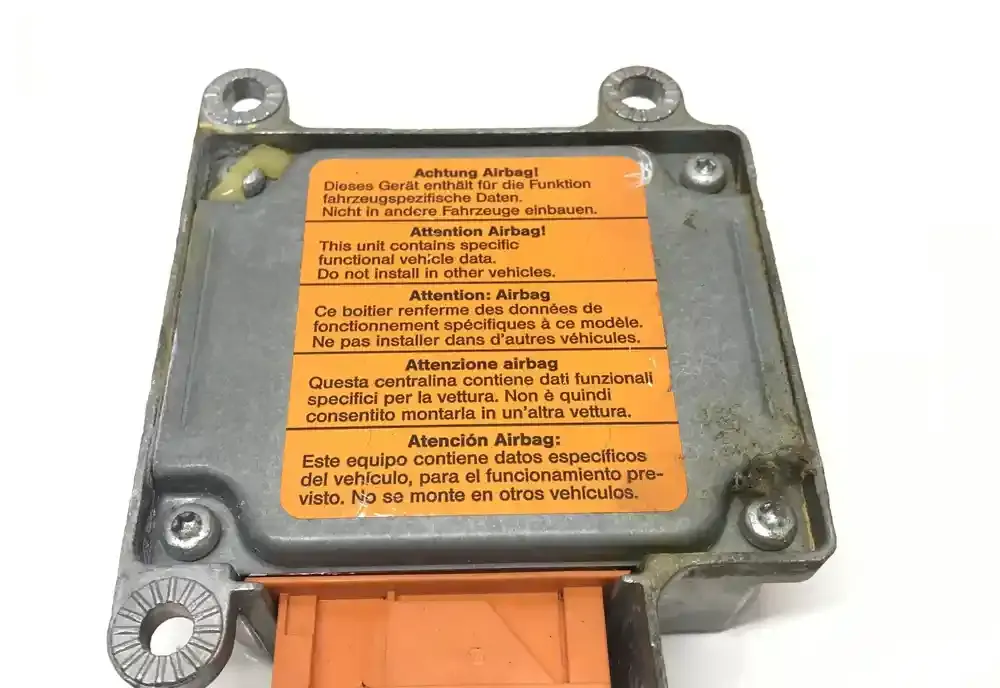 Achtung Airbag!
Dieses Gerät enthält für die Funktion
fahrzeugspezifische Daten.
Nicht in andere Fahrzeuge einbauen.
Attention Airbag!
This unit contains specific
functional vehicle data.
Do not install in other vehicles.
Attention: Airbag
Ce boitier renferme des données de
fonctionnement spécifiques à ce modèle.
Ne pas installer dans d'autres véhicules.
Attenzione airbag
Questa centralina contiene dati funzionali
specifici per la vettura. Non è quindi
consentito montarla in un'altra vettura.
Atención Airbag:
Este equipo contiene datos específicos
del vehículo, para el funcionamiento pre-
visto. No se monte en otros vehículos.